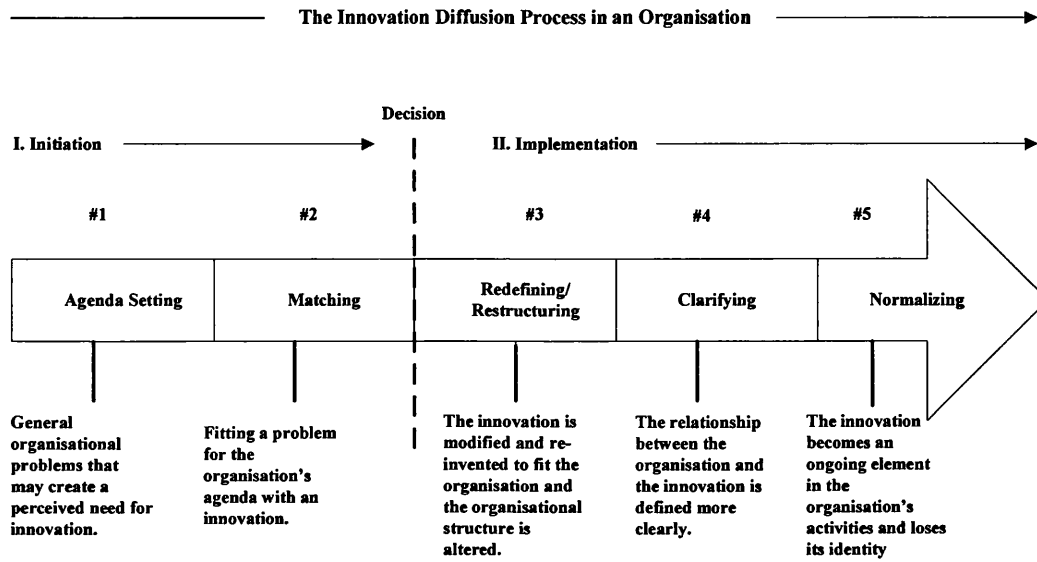 The Innovation Diffusion Process in an Organisation
Decision
I. Initiation
II. Implementation
#1
#2
#3
#4
#5
Agenda Setting
Matching
Redefining/
Restructuring
Clarifying
Normalizing
General
organisational
problems that
may create a
perceived need for
innovation.
Fitting a problem
for the
organisation's
agenda with an
innovation.
The innovation is
modified and re-
invented to fit the
organisation and
the organisational
structure is
altered.
The relationship
between the
organisation and
the innovation is
defined more
clearly.
The innovation
becomes an
ongoing element
in the
organisation's
activities and loses
its identity